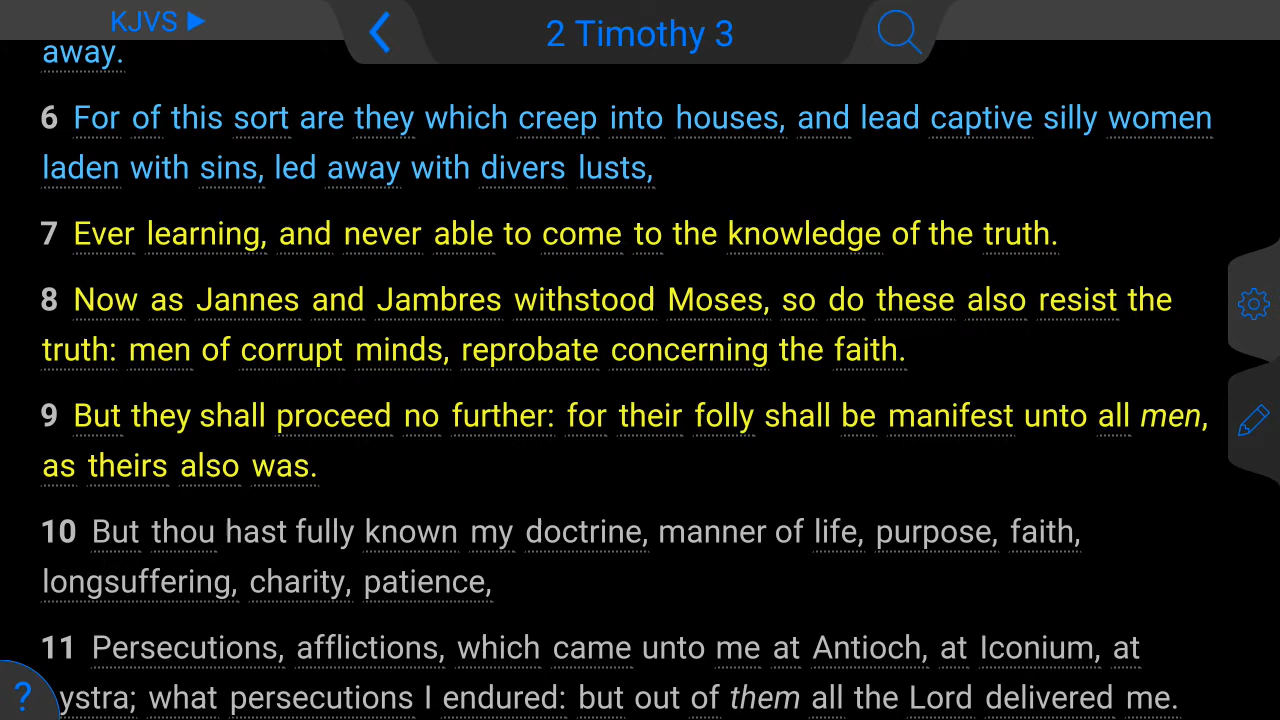 KJVS ▶
2 Timothy 3
away.
6 For of this sort are they which creep into houses, and lead captive silly women
laden with sins, led away with divers lusts,
7 Ever learning, and never able to come to the knowledge of the truth.
8 Now as Jannes and Jambres withstood Moses, so do these also resist the
truth: men of corrupt minds, reprobate concerning the faith.
9 But they shall proceed no further: for their folly shall be manifest unto all men,
as theirs also was.
10 But thou hast fully known my doctrine, manner of life, purpose, faith,
longsuffering, charity, patience,
11 Persecutions, afflictions, which came unto me at Antioch, at Iconium, at
ystra; what persecutions I endured: but out of them all the Lord delivered me.
?